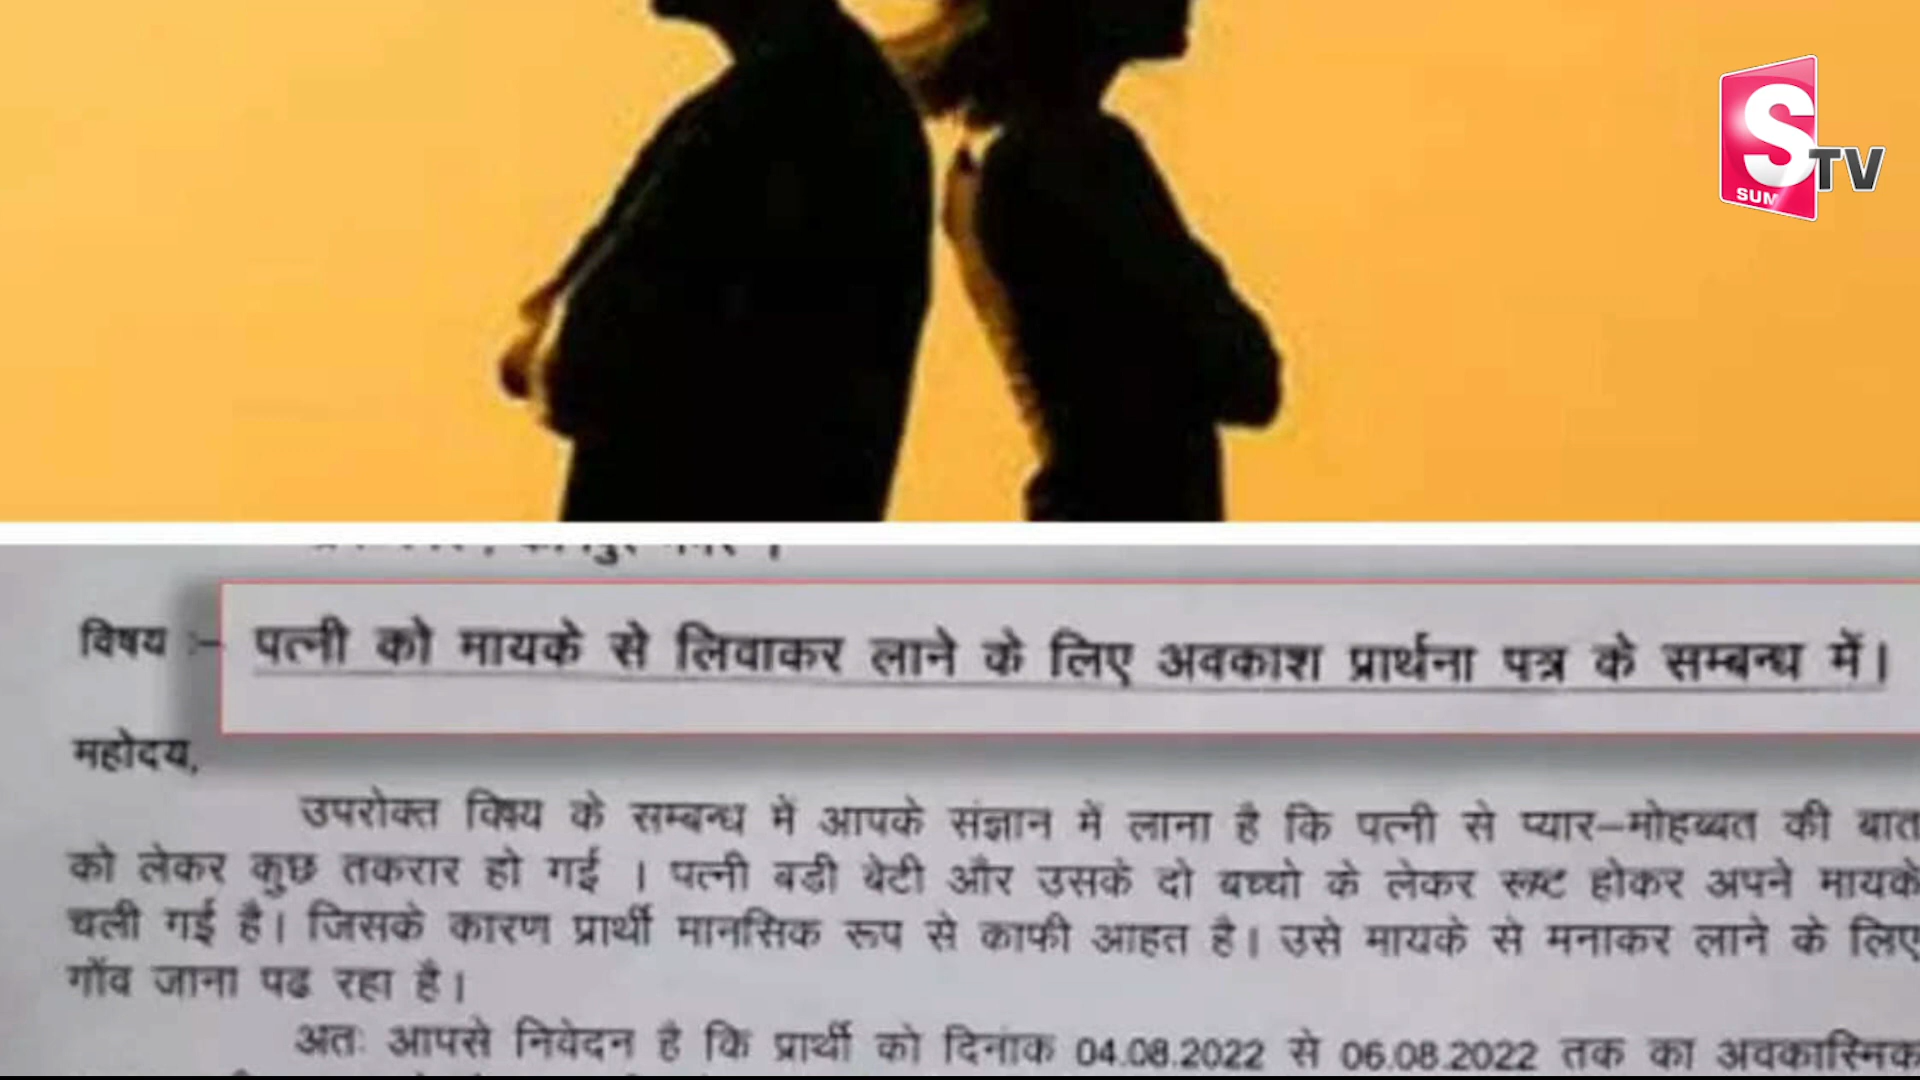 S TV
SUM
विषय :- पत्नी को मायके से लिवाकर लाने के लिए अवकाश प्रार्थना पत्र के सम्बन्ध में।
महोदय,
उपरोक्त विषय के सम्बन्ध में आपके संज्ञान में लाना है कि पत्नी से प्यार–मोहब्बत की बात
को लेकर कुछ तकरार हो गई । पत्नी बडी बेटी और उसके दो बच्चो के लेकर रूष्ट होकर अपने मायके
चली गई है। जिसके कारण प्रार्थी मानसिक रूप से काफी आहत है। उसे मायके से मनाकर लाने के लिए
गॉव जाना पढ रहा है।
अतः आपसे निवेदन है कि प्रार्थी को दिनांक 04.08.2022 से 06.08.2022 तक का अवकास्मिक